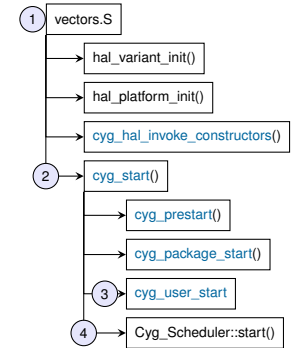 1 vectors.S
hal_variant_init()
hal_platform_init()
cyg_hal_invoke_constructors()
2 cyg_start()
cyg_prestart()
cyg_package_start()
3 cyg_user_start
4 Cyg_Scheduler::start()